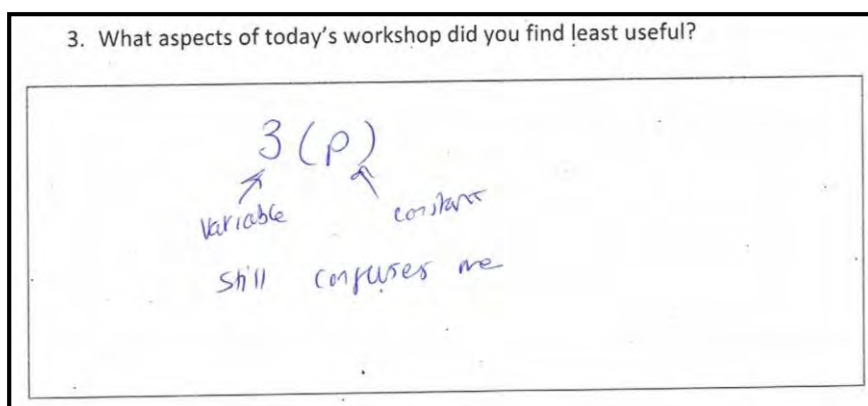 3. What aspects of today's workshop did you find least useful?
3 (p)
variable constant
still confuses me